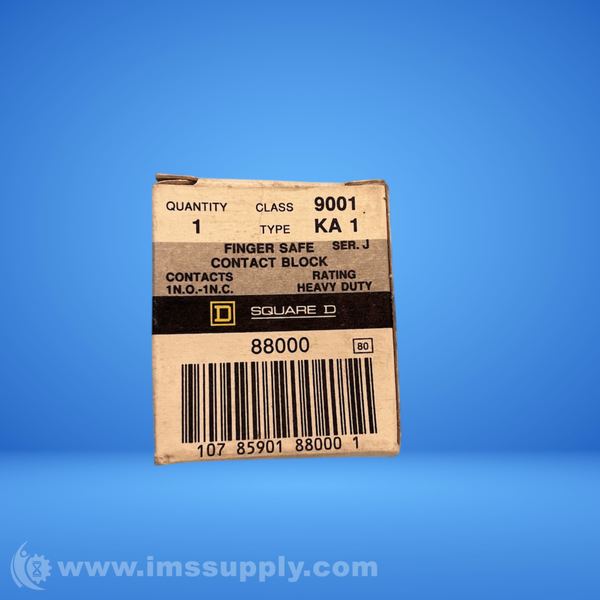 QUANTITY CLASS 9001
1 TYPE KA 1
FINGER SAFE SER. J
CONTACT BLOCK
CONTACTS RATING
1N.O.-1N.C. HEAVY DUTY
D SQUARE D
88000 80
107 85901 88000 1
www.imssupply.com